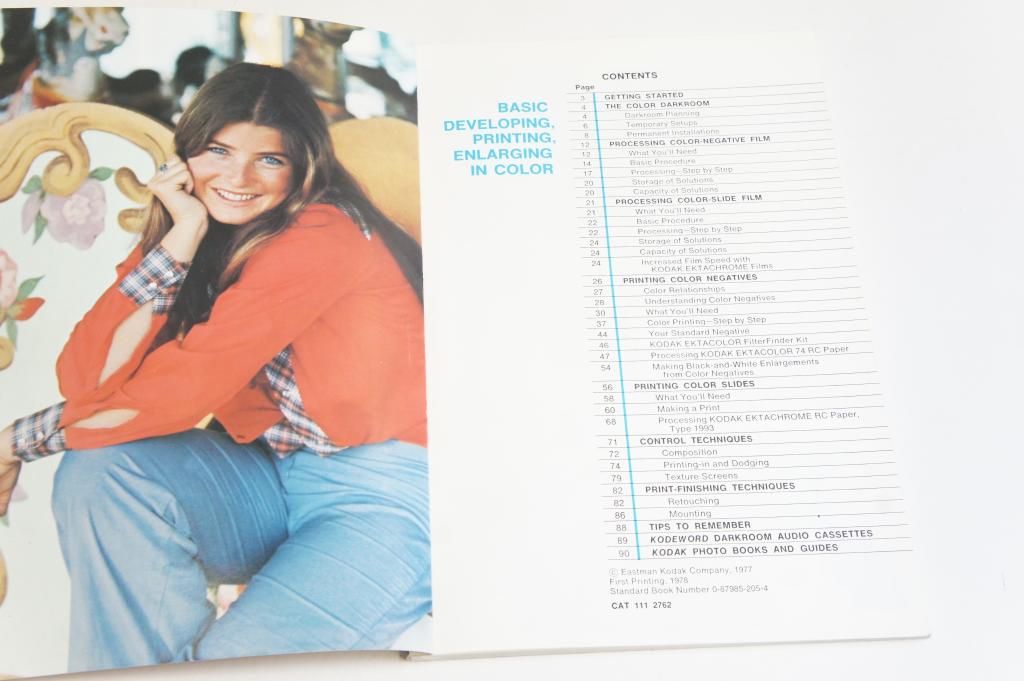 BASIC
DEVELOPING,
PRINTING,
ENLARGING
IN COLOR
CONTENTS
Page
3 GETTING STARTED
4 THE COLOR DARKROOM
4 Darkroom Planning
6 Temporary Setups
8 Permanent Installations
12 PROCESSING COLOR-NEGATIVE FILM
12 What You'll Need
14 Basic Procedure
17 Processing—Step by Step
20 Storage of Solutions
20 Capacity of Solutions
21 PROCESSING COLOR-SLIDE FILM
21 What You'll Need
22 Basic Procedure
22 Processing—Step by Step
24 Storage of Solutions
24 Capacity of Solutions
24 Increased Film Speed with
KODAK EKTACHROME Films
26 PRINTING COLOR NEGATIVES
27 Color Relationships
28 Understanding Color Negatives
30 What You'll Need
37 Color Printing—Step by Step
44 Your Standard Negative
46 KODAK EKTACOLOR FilterFinder Kit
47 Processing KODAK EKTACOLOR 74 RC Paper
54 Making Black-and-White Enlargements
from Color Negatives
56 PRINTING COLOR SLIDES
58 What You'll Need
60 Making a Print
68 Processing KODAK EKTACHROME RC Paper,
Type 1993
71 CONTROL TECHNIQUES
72 Composition
74 Printing-in and Dodging
79 Texture Screens
82 PRINT-FINISHING TECHNIQUES
82 Retouching
86 Mounting
88 TIPS TO REMEMBER
89 KODEWORD DARKROOM AUDIO CASSETTES
90 KODAK PHOTO BOOKS AND GUIDES
© Eastman Kodak Company, 1977
First Printing, 1978
Standard Book Number 0-87985-205-4
CAT 111 2762